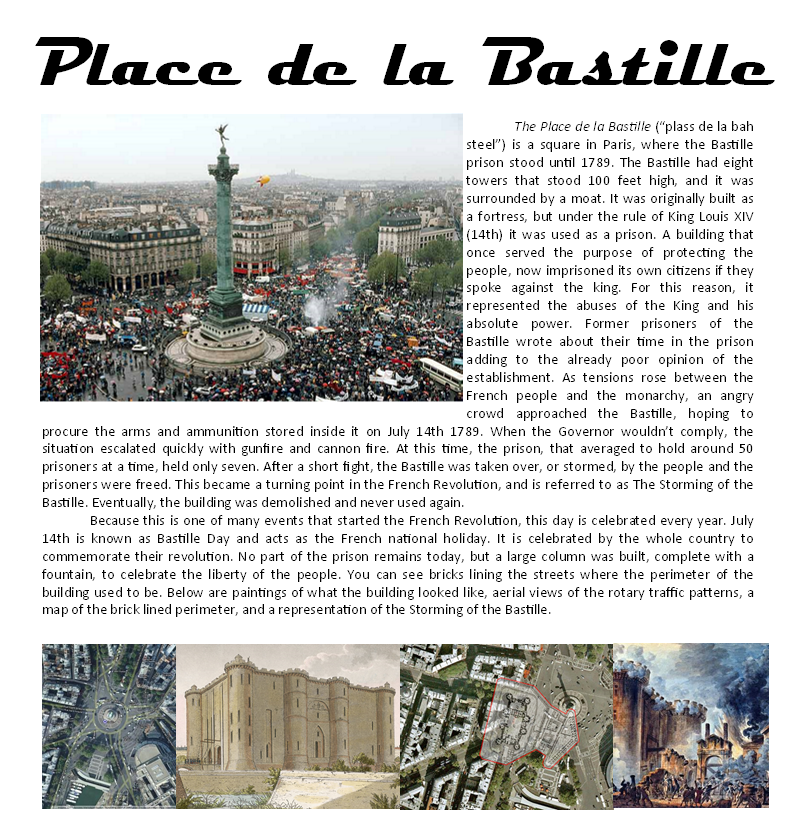 Place de la Bastille
The Place de la Bastille (“plass de la bah
steel”) is a square in Paris, where the Bastille
prison stood until 1789. The Bastille had eight
towers that stood 100 feet high, and it was
surrounded by a moat. It was originally built as
a fortress, but under the rule of King Louis XIV
(14th) it was used as a prison. A building that
once served the purpose of protecting the
people, now imprisoned its own citizens if they
spoke against the king. For this reason, it
represented the abuses of the King and his
absolute power. Former prisoners of the
Bastille wrote about their time in the prison
adding to the already poor opinion of the
establishment. As tensions rose between the
French people and the monarchy, an angry
crowd approached the Bastille, hoping to
procure the arms and ammunition stored inside it on July 14th 1789. When the Governor wouldn’t comply, the
situation escalated quickly with gunfire and cannon fire. At this time, the prison, that averaged to hold around 50
prisoners at a time, held only seven. After a short fight, the Bastille was taken over, or stormed, by the people and the
prisoners were freed. This became a turning point in the French Revolution, and is referred to as The Storming of the
Bastille. Eventually, the building was demolished and never used again.
Because this is one of many events that started the French Revolution, this day is celebrated every year. July
14th is known as Bastille Day and acts as the French national holiday. It is celebrated by the whole country to
commemorate their revolution. No part of the prison remains today, but a large column was built, complete with a
fountain, to celebrate the liberty of the people. You can see bricks lining the streets where the perimeter of the
building used to be. Below are paintings of what the building looked like, aerial views of the rotary traffic patterns, a
map of the brick lined perimeter, and a representation of the Storming of the Bastille.